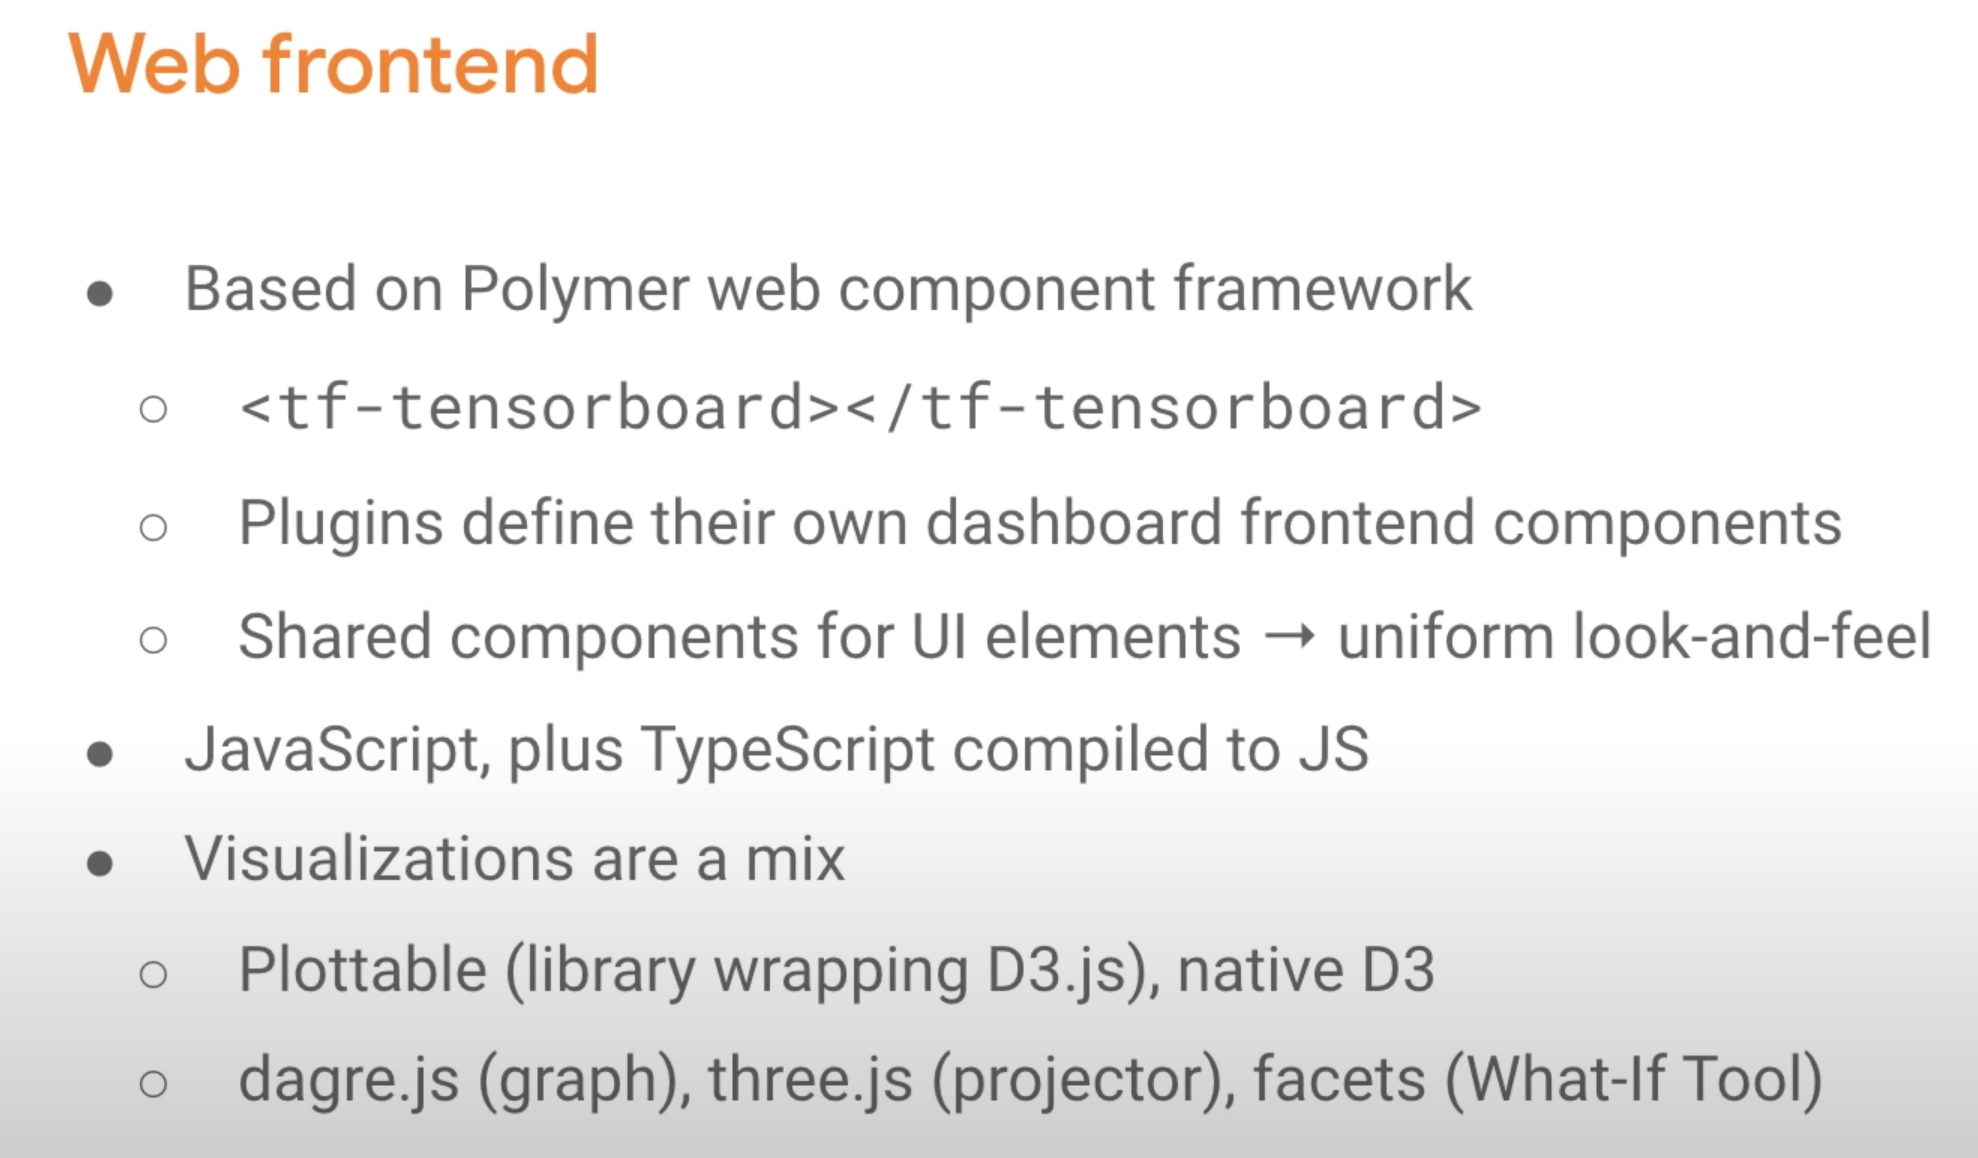 Web frontend
● Based on Polymer web component framework
○ <tf-tensorboard></tf-tensorboard>
○ Plugins define their own dashboard frontend components
○ Shared components for UI elements → uniform look-and-feel
● JavaScript, plus TypeScript compiled to JS
● Visualizations are a mix
○ Plottable (library wrapping D3.js), native D3
○ dagre.js (graph), three.js (projector), facets (What-If Tool)